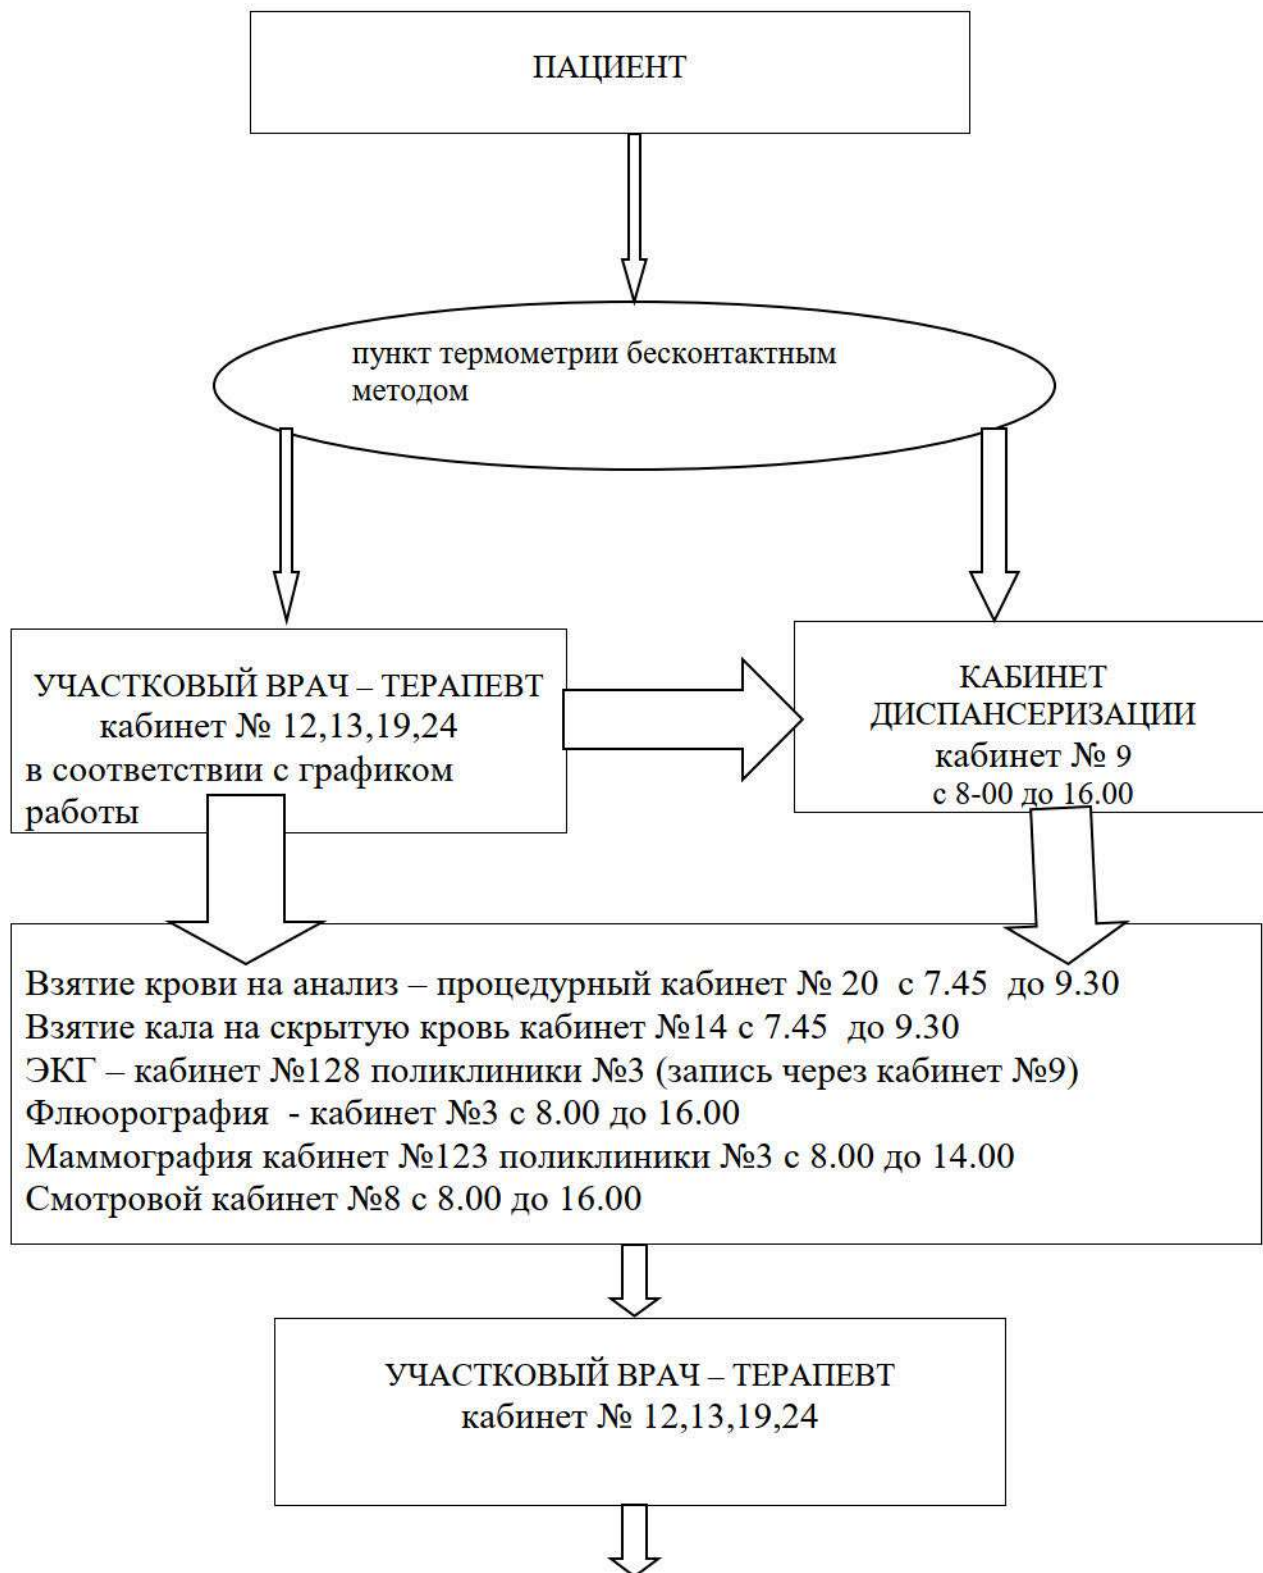 ПАЦИЕНТ
пункт термометрии бесконтактным
методом
УЧАСТКОВЫЙ ВРАЧ – ТЕРАПЕВТ
кабинет № 12,13,19,24
в соответствии с графиком
работы
КАБИНЕТ
ДИСПАНСЕРИЗАЦИИ
кабинет № 9
с 8-00 до 16.00
Взятие крови на анализ – процедурный кабинет № 20 с 7.45 до 9.30
Взятие кала на скрытую кровь кабинет №14 с 7.45 до 9.30
ЭКГ – кабинет №128 поликлиники №3 (запись через кабинет №9)
Флюорография - кабинет №3 с 8.00 до 16.00
Маммография кабинет №123 поликлиники №3 с 8.00 до 14.00
Смотровой кабинет №8 с 8.00 до 16.00
УЧАСТКОВЫЙ ВРАЧ – ТЕРАПЕВТ
кабинет № 12,13,19,24